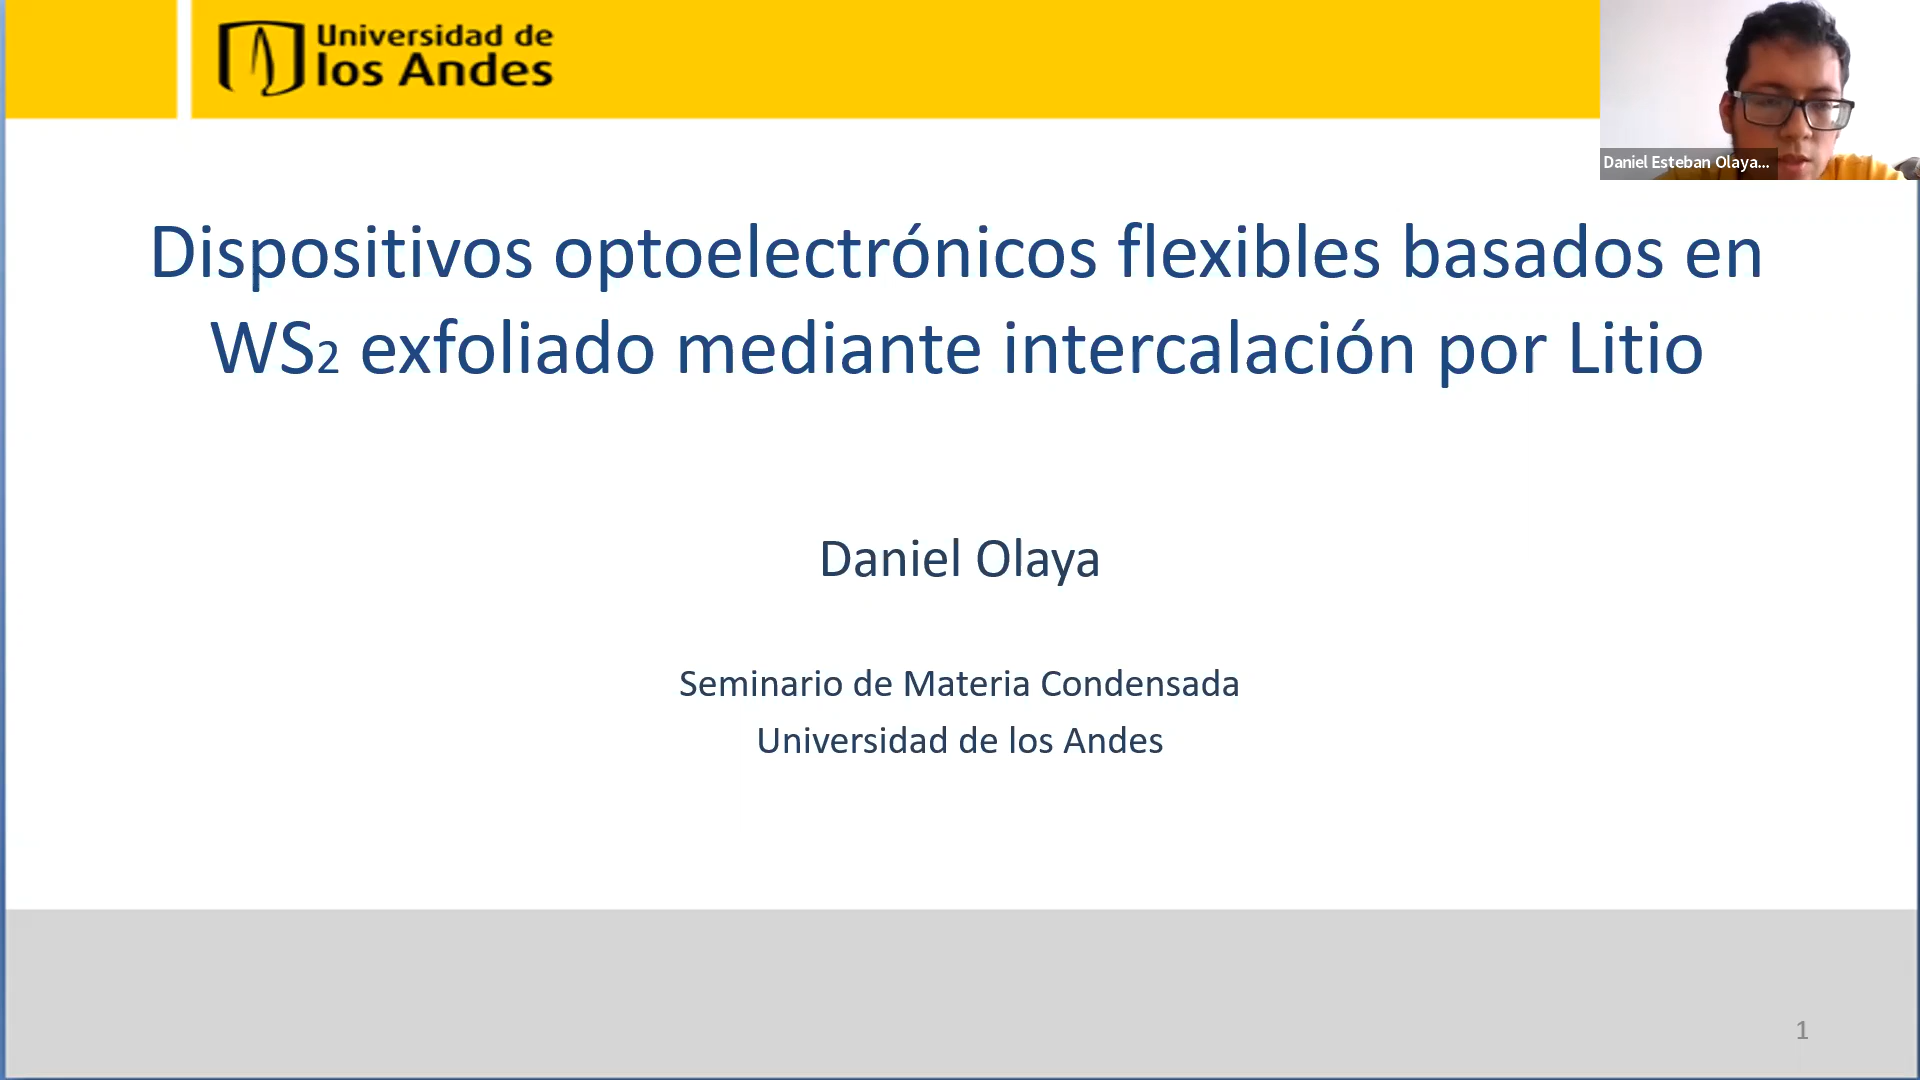 Universidad de
los Andes
Daniel Esteban Olaya...
Dispositivos optoelectrónicos flexibles basados en
WS₂ exfoliado mediante intercalación por Litio
Daniel Olaya
Seminario de Materia Condensada
Universidad de los Andes
1